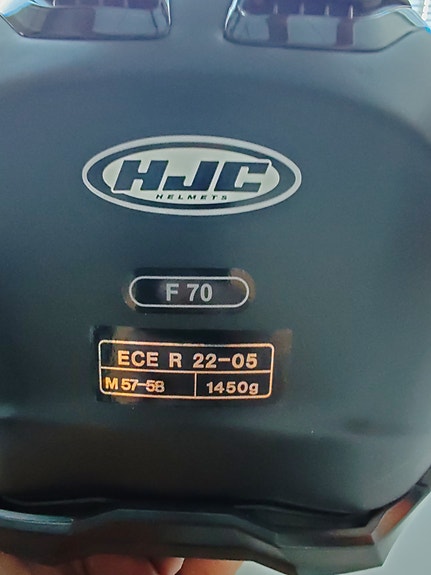 HJC
HELMETS
F 70
ECE R 22-05
M 57-58
1450g